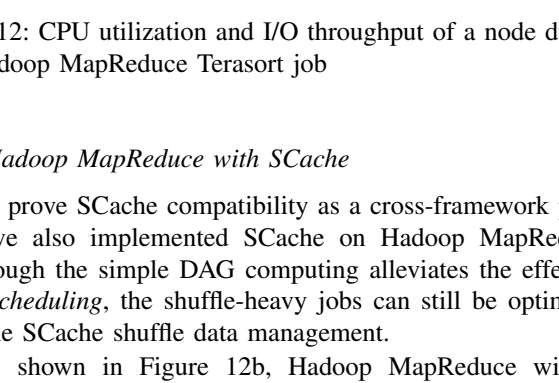 12: CPU utilization and I/O throughput of a node d
doop MapReduce Terasort job
adoop MapReduce with SCache
prove SCache compatibility as a cross-framework
ve also implemented SCache on Hadoop MapRe
ough the simple DAG computing alleviates the effe
cheduling, the shuffle-heavy jobs can still be optim
e SCache shuffle data management.
shown in Figure 12b, Hadoop MapReduce wi